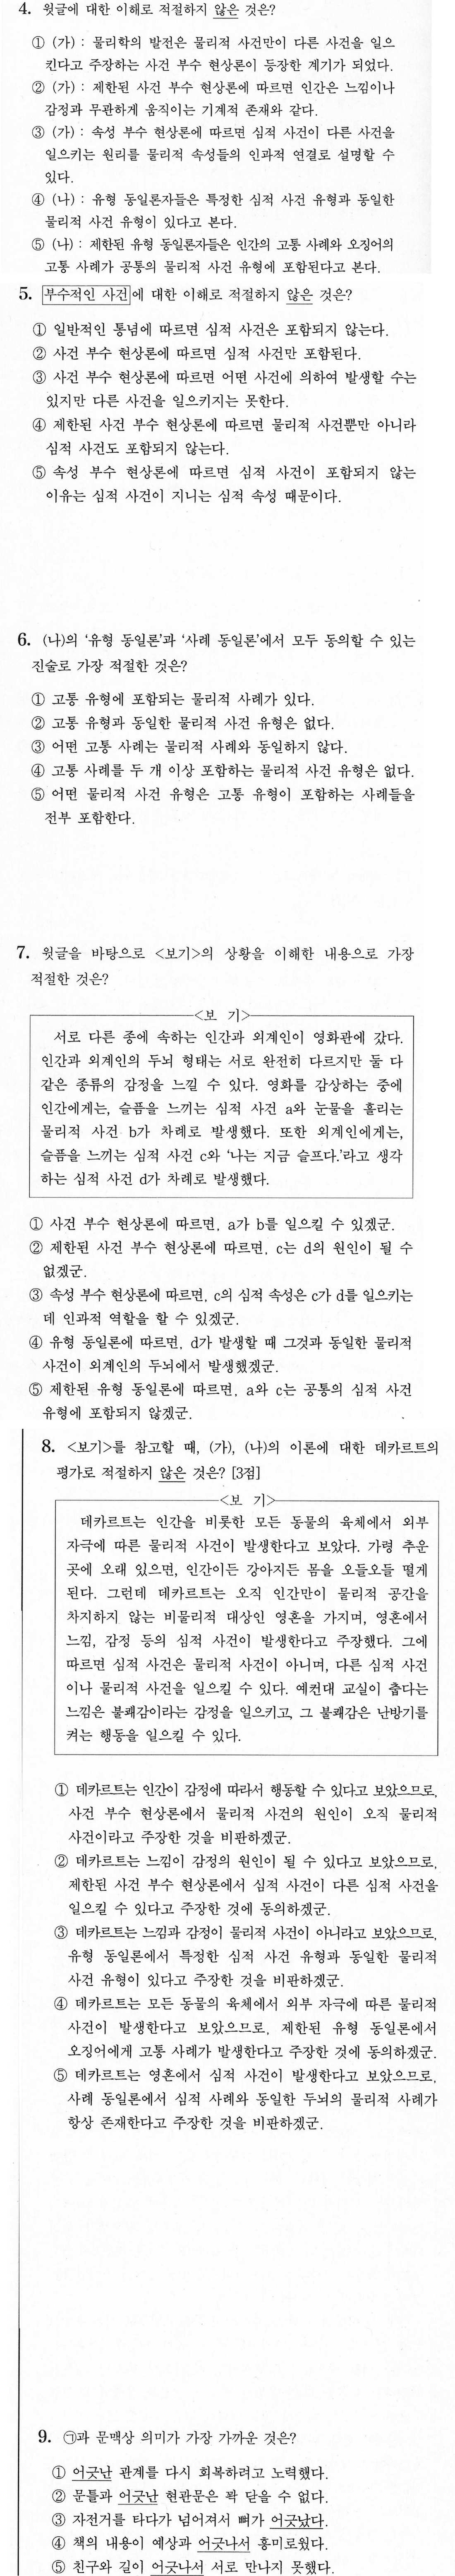 4. 윗글에 대한 이해로 적절하지 않은 것은?
① (가) : 물리학의 발전은 물리적 사건만이 다른 사건을 일으
킨다고 주장하는 사건 부수 현상론이 등장한 계기가 되었다.
② (가) : 제한된 사건 부수 현상론에 따르면 인간은 느낌이나
감정과 무관하게 움직이는 기계적 존재와 같다.
③ (가) : 속성 부수 현상론에 따르면 심적 사건이 다른 사건을
일으키는 원리를 물리적 속성들의 인과적 연결로 설명할 수
있다.
④ (나) : 유형 동일론자들은 특정한 심적 사건 유형과 동일한
물리적 사건 유형이 있다고 본다.
⑤ (나) : 제한된 유형 동일론자들은 인간의 고통 사례와 오징어의
고통 사례가 공통의 물리적 사건 유형에 포함된다고 본다.
5. 부수적인 사건에 대한 이해로 적절하지 않은 것은?
① 일반적인 통념에 따르면 심적 사건은 포함되지 않는다.
② 사건 부수 현상론에 따르면 심적 사건만 포함된다.
③ 사건 부수 현상론에 따르면 어떤 사건에 의하여 발생할 수는
있지만 다른 사건을 일으키지는 못한다.
④ 제한된 사건 부수 현상론에 따르면 물리적 사건뿐만 아니라
심적 사건도 포함되지 않는다.
⑤ 속성 부수 현상론에 따르면 심적 사건이 포함되지 않는
이유는 심적 사건이 지니는 심적 속성 때문이다.
6. (나)의 ‘유형 동일론’과 ‘사례 동일론’에서 모두 동의할 수 있는
진술로 가장 적절한 것은?
① 고통 유형에 포함되는 물리적 사례가 있다.
② 고통 유형과 동일한 물리적 사건 유형은 없다.
③ 어떤 고통 사례는 물리적 사례와 동일하지 않다.
④ 고통 사례를 두 개 이상 포함하는 물리적 사건 유형은 없다.
⑤ 어떤 물리적 사건 유형은 고통 유형이 포함하는 사례들을
전부 포함한다.
7. 윗글을 바탕으로 <보기>의 상황을 이해한 내용으로 가장
적절한 것은?
<보 기>
서로 다른 종에 속하는 인간과 외계인이 영화관에 갔다.
인간과 외계인의 두뇌 형태는 서로 완전히 다르지만 둘 다
같은 종류의 감정을 느낄 수 있다. 영화를 감상하는 중에
인간에게는, 슬픔을 느끼는 심적 사건 a와 눈물을 흘리는
물리적 사건 b가 차례로 발생했다. 또한 외계인에게는,
슬픔을 느끼는 심적 사건 c와 ‘나는 지금 슬프다.’라고 생각
하는 심적 사건 d가 차례로 발생했다.
① 사건 부수 현상론에 따르면, a가 b를 일으킬 수 있겠군.
② 제한된 사건 부수 현상론에 따르면, c는 d의 원인이 될 수
없겠군.
③ 속성 부수 현상론에 따르면, c의 심적 속성은 c가 d를 일으키는
데 인과적 역할을 할 수 있겠군.
④ 유형 동일론에 따르면, d가 발생할 때 그것과 동일한 물리적
사건이 외계인의 두뇌에서 발생했겠군.
⑤ 제한된 유형 동일론에 따르면, a와 c는 공통의 심적 사건
유형에 포함되지 않겠군.
8. <보기>를 참고할 때, (가), (나)의 이론에 대한 데카르트의
평가로 적절하지 않은 것은? [3점]
<보 기>
데카르트는 인간을 비롯한 모든 동물의 육체에서 외부
자극에 따른 물리적 사건이 발생한다고 보았다. 가령 추운
곳에 오래 있으면, 인간이든 강아지든 몸을 오들오들 떨게
된다. 그런데 데카르트는 오직 인간만이 물리적 공간을
차지하지 않는 비물리적 대상인 영혼을 가지며, 영혼에서
느낌, 감정 등의 심적 사건이 발생한다고 주장했다. 그에
따르면 심적 사건은 물리적 사건이 아니며, 다른 심적 사건
이나 물리적 사건을 일으킬 수 있다. 예컨대 교실이 춥다는
느낌은 불쾌감이라는 감정을 일으키고, 그 불쾌감은 난방기를
켜는 행동을 일으킬 수 있다.
① 데카르트는 인간이 감정에 따라서 행동할 수 있다고 보았으므로,
사건 부수 현상론에서 물리적 사건의 원인이 오직 물리적
사건이라고 주장한 것을 비판하겠군.
② 데카르트는 느낌이 감정의 원인이 될 수 있다고 보았으므로,
제한된 사건 부수 현상론에서 심적 사건이 다른 심적 사건을
일으킬 수 있다고 주장한 것에 동의하겠군.
③ 데카르트는 느낌과 감정이 물리적 사건이 아니라고 보았으므로,
유형 동일론에서 특정한 심적 사건 유형과 동일한 물리적
사건 유형이 있다고 주장한 것을 비판하겠군.
④ 데카르트는 모든 동물의 육체에서 외부 자극에 따른 물리적
사건이 발생한다고 보았으므로, 제한된 유형 동일론에서
오징어에게 고통 사례가 발생한다고 주장한 것에 동의하겠군.
⑤ 데카르트는 영혼에서 심적 사건이 발생한다고 보았으므로,
사례 동일론에서 심적 사례와 동일한 두뇌의 물리적 사례가
항상 존재한다고 주장한 것을 비판하겠군.
9. ㉠과 문맥상 의미가 가장 가까운 것은?
① 어긋난 관계를 다시 회복하려고 노력했다.
② 문틀과 어긋난 현관문은 꽉 닫을 수 없다.
③ 자전거를 타다가 넘어져서 뼈가 어긋났다.
④ 책의 내용이 예상과 어긋나서 흥미로웠다.
⑤ 친구와 길이 어긋나서 서로 만나지 못했다.